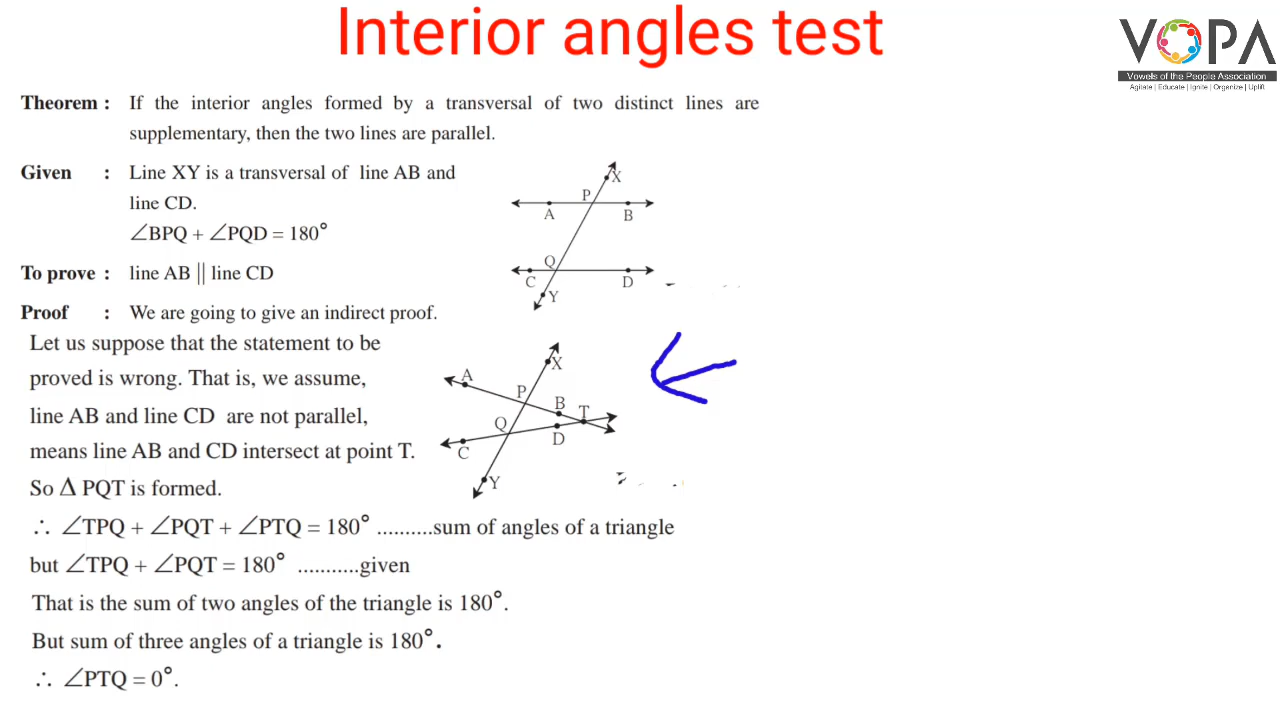 Interior angles test
VOPA
Vowels of the People Association
Agitate | Educate | Ignite | Organize | Uplift
Theorem : If the interior angles formed by a transversal of two distinct lines are
supplementary, then the two lines are parallel.
Given : Line XY is a transversal of line AB and
line CD.
∠BPQ + ∠PQD = 180°
To prove : line AB || line CD
Proof : We are going to give an indirect proof.
X
P
A
B
Q
C
D
Y
Let us suppose that the statement to be
proved is wrong. That is, we assume,
line AB and line CD are not parallel,
means line AB and CD intersect at point T.
So Δ PQT is formed.
X
A
P
B
T
Q
D
C
Y
∴ ∠TPQ + ∠PQT + ∠PTQ = 180° ..........sum of angles of a triangle
but ∠TPQ + ∠PQT = 180° ...........given
That is the sum of two angles of the triangle is 180°.
But sum of three angles of a triangle is 180°.
∴ ∠PTQ = 0°.